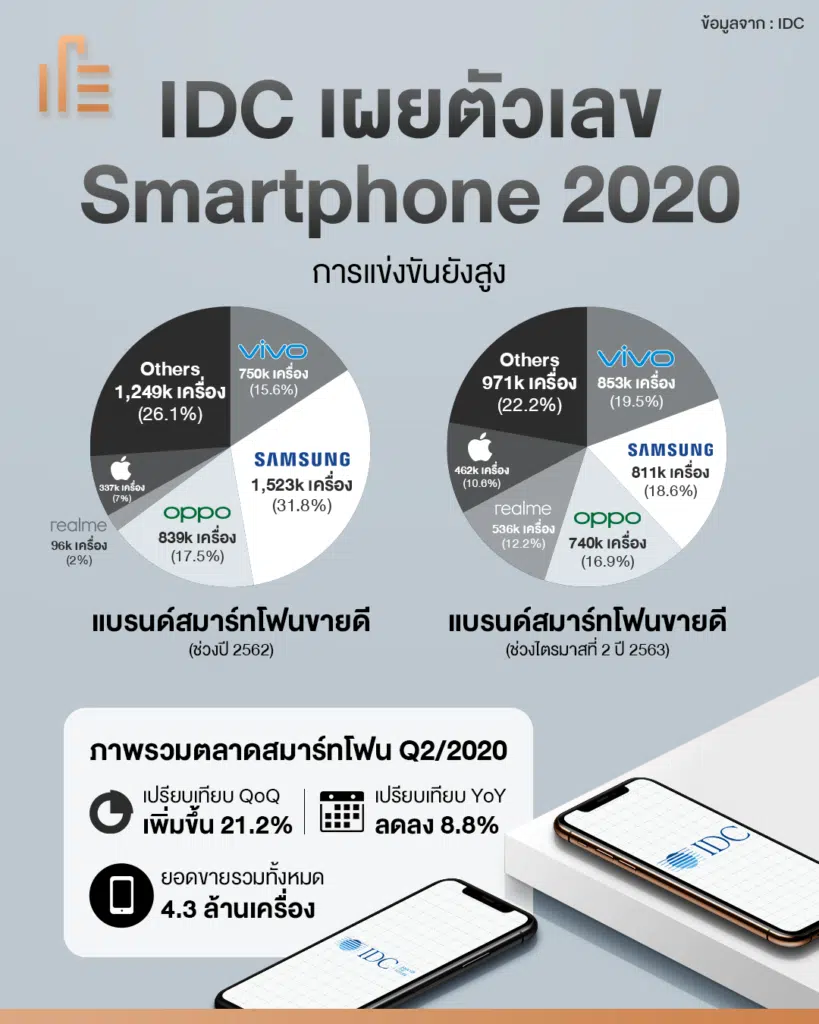 ข้อมูลจาก : IDC
IDC เผยตัวเลข
Smartphone 2020
การแข่งขันยังสูง
Others
1,249k เครื่อง
(26.1%)
vivo
750k เครื่อง
(15.6%)
SAMSUNG
1,523k เครื่อง
(31.8%)
oppo
839k เครื่อง
(17.5%)
realme
96k เครื่อง
(2%)
337k เครื่อง
(7%)
แบรนด์สมาร์ทโฟนขายดี
(ช่วงปี 2562)
Others
971k เครื่อง
(22.2%)
vivo
853k เครื่อง
(19.5%)
SAMSUNG
811k เครื่อง
(18.6%)
oppo
740k เครื่อง
(16.9%)
realme
536k เครื่อง
(12.2%)
462k เครื่อง
(10.6%)
แบรนด์สมาร์ทโฟนขายดี
(ช่วงไตรมาสที่ 2 ปี 2563)
ภาพรวมตลาดสมาร์ทโฟน Q2/2020
เปรียบเทียบ QoQ
เพิ่มขึ้น 21.2%
เปรียบเทียบ YoY
ลดลง 8.8%
ยอดขายรวมทั้งหมด
4.3 ล้านเครื่อง
IDC
IDC